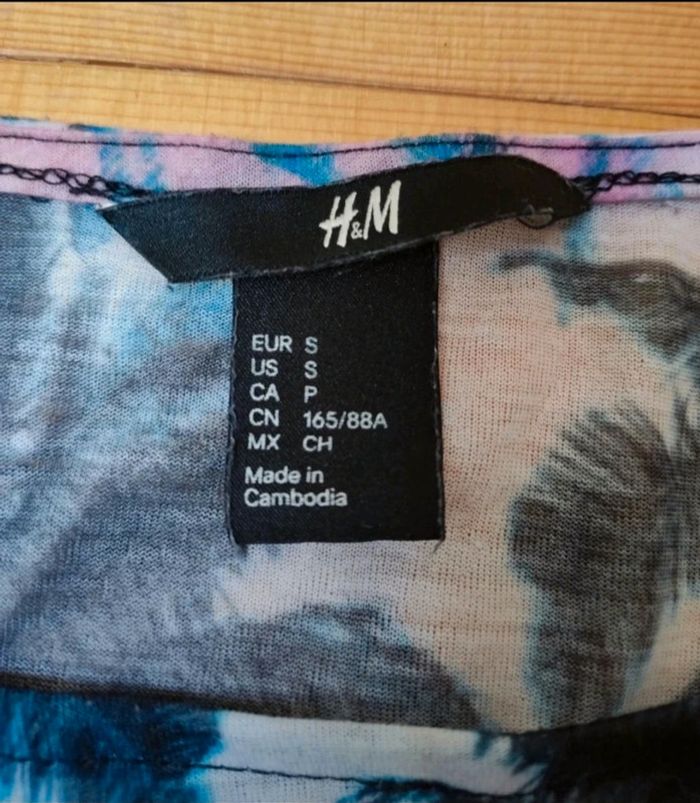 H&M
EUR S
US S
CA P
CN 165/88A
MX CH
Made in
Cambodia